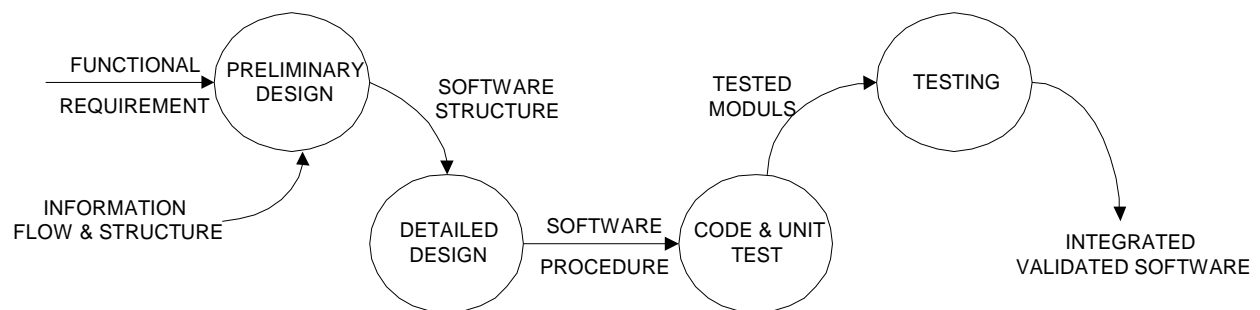 FUNCTIONAL
REQUIREMENT
PRELIMINARY
DESIGN
INFORMATION
FLOW & STRUCTURE
SOFTWARE
STRUCTURE
DETAILED
DESIGN
SOFTWARE
PROCEDURE
CODE & UNIT
TEST
TESTED
MODULS
TESTING
INTEGRATED
VALIDATED SOFTWARE